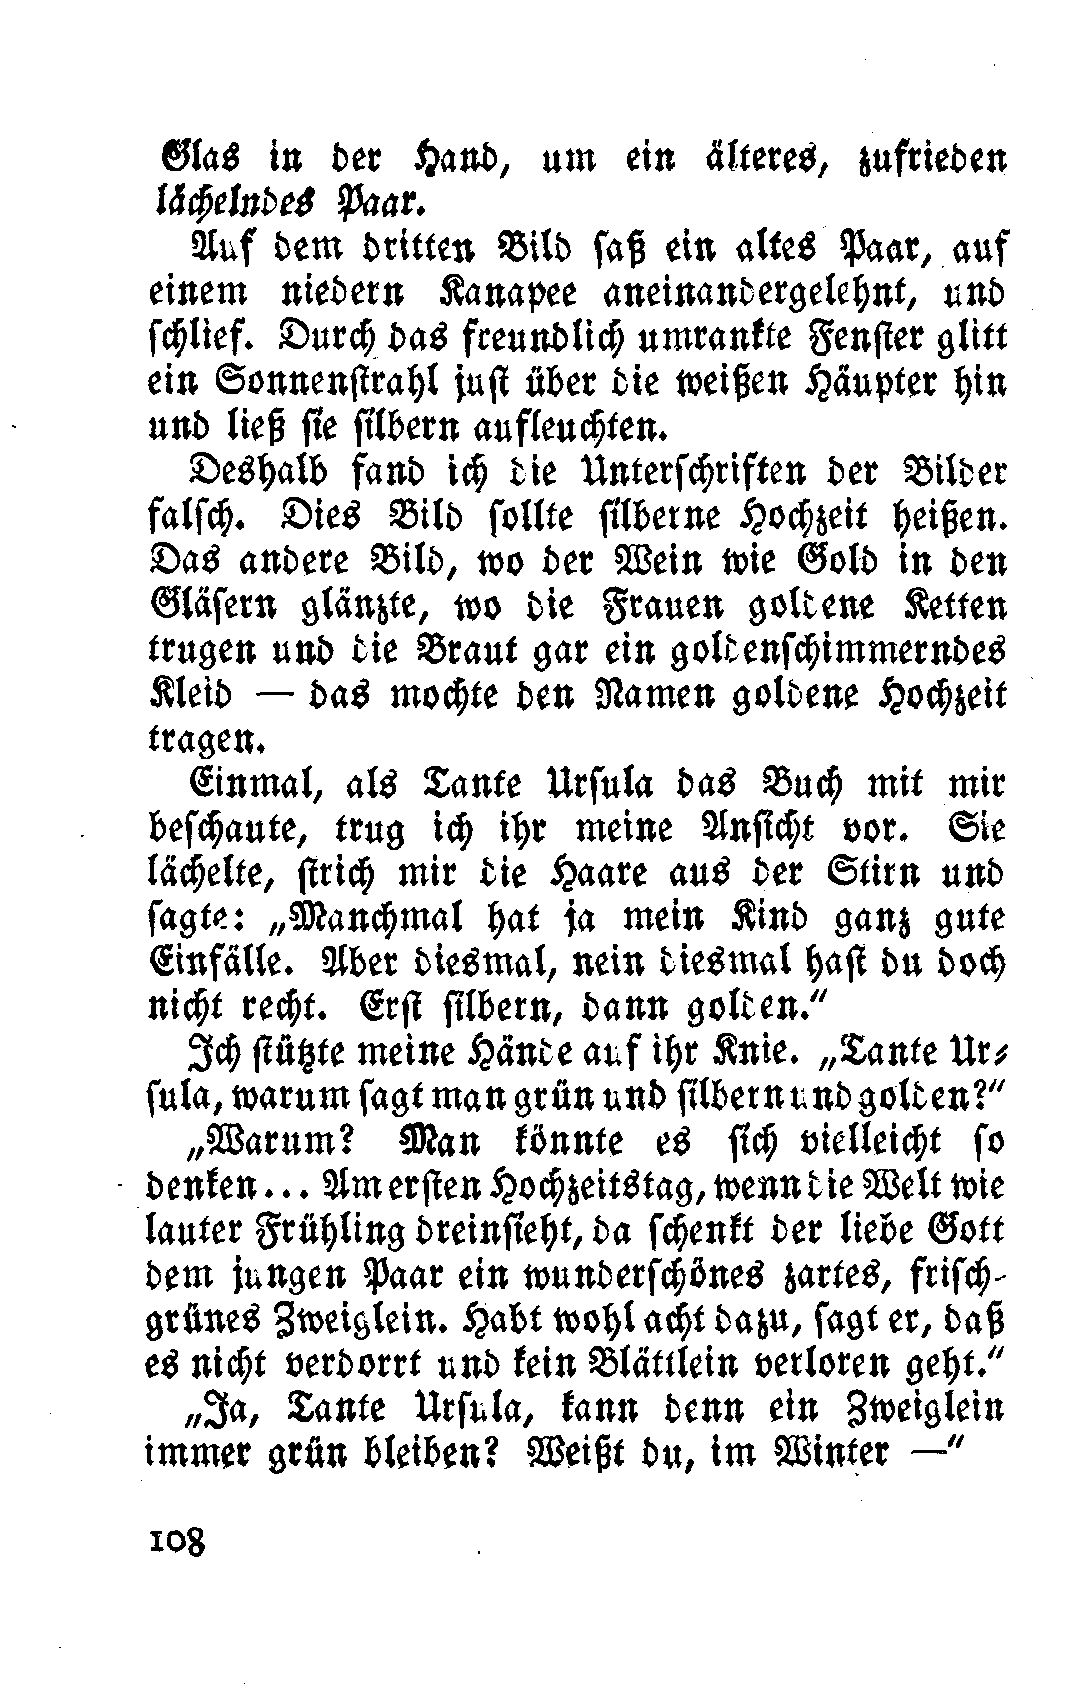 Glas in der Hand, um ein älteres, zufrieden
lächelndes Paar.
Auf dem dritten Bild saß ein altes Paar, auf
einem niedern Kanapee aneinandergelehnt, und
schlief. Durch das freundlich umrankte Fenster glitt
ein Sonnenstrahl just über die weißen Häupter hin
und ließ sie silbern aufleuchten.
Deshalb fand ich die Unterschriften der Bilder
falsch. Dies Bild sollte silberne Hochzeit heißen.
Das andere Bild, wo der Wein wie Gold in den
Gläsern glänzte, wo die Frauen goldene Ketten
trugen und die Braut gar ein goldenschimmerndes
Kleid — das mochte den Namen goldene Hochzeit
tragen.
Einmal, als Tante Ursula das Buch mit mir
beschaute, trug ich ihr meine Ansicht vor. Sie
lächelte, strich mir die Haare aus der Stirn und
sagte: „Manchmal hat ja mein Kind ganz gute
Einfälle. Aber diesmal, nein diesmal hast du doch
nicht recht. Erst silbern, dann golden.“
Ich stützte meine Hände auf ihr Knie. „Tante Ur-
sula, warum sagt man grün und silbern und golden?“
„Warum? Man könnte es sich vielleicht so
denken... Am ersten Hochzeitstag, wenn die Welt wie
lauter Frühling dreinsieht, da schenkt der liebe Gott
dem jungen Paar ein wunderschönes zartes, frisch-
grünes Zweiglein. Habt wohl acht dazu, sagt er, daß
es nicht verdorrt und kein Blättlein verloren geht.“
„Ja, Tante Ursula, kann denn ein Zweiglein
immer grün bleiben? Weißt du, im Winter —“
108